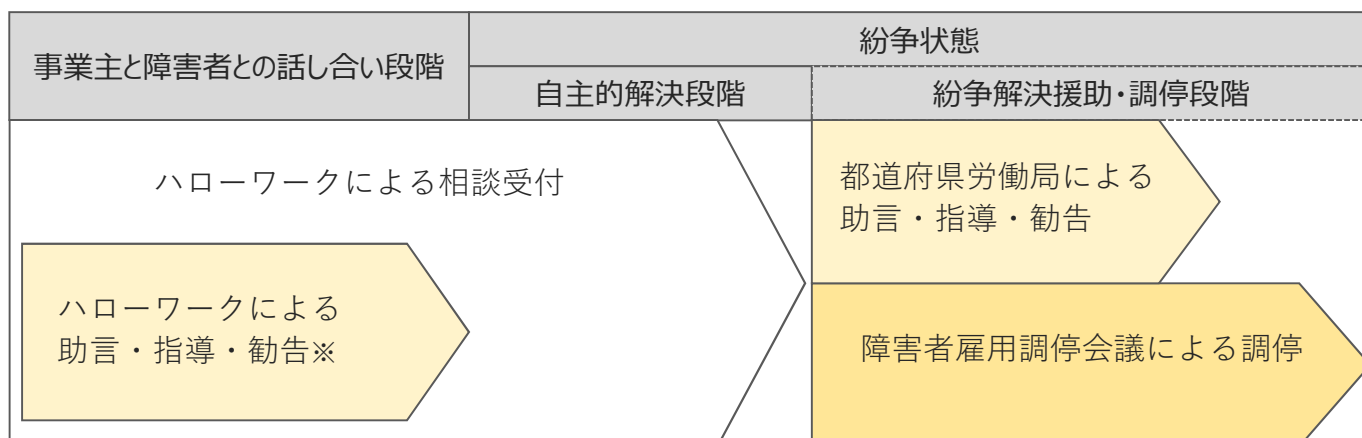 事業主と障害者との話し合い段階
紛争状態
自主的解決段階
紛争解決援助・調停段階
ハローワークによる相談受付
都道府県労働局による
助言・指導・勧告
ハローワークによる
助言・指導・勧告※
障害者雇用調停会議による調停